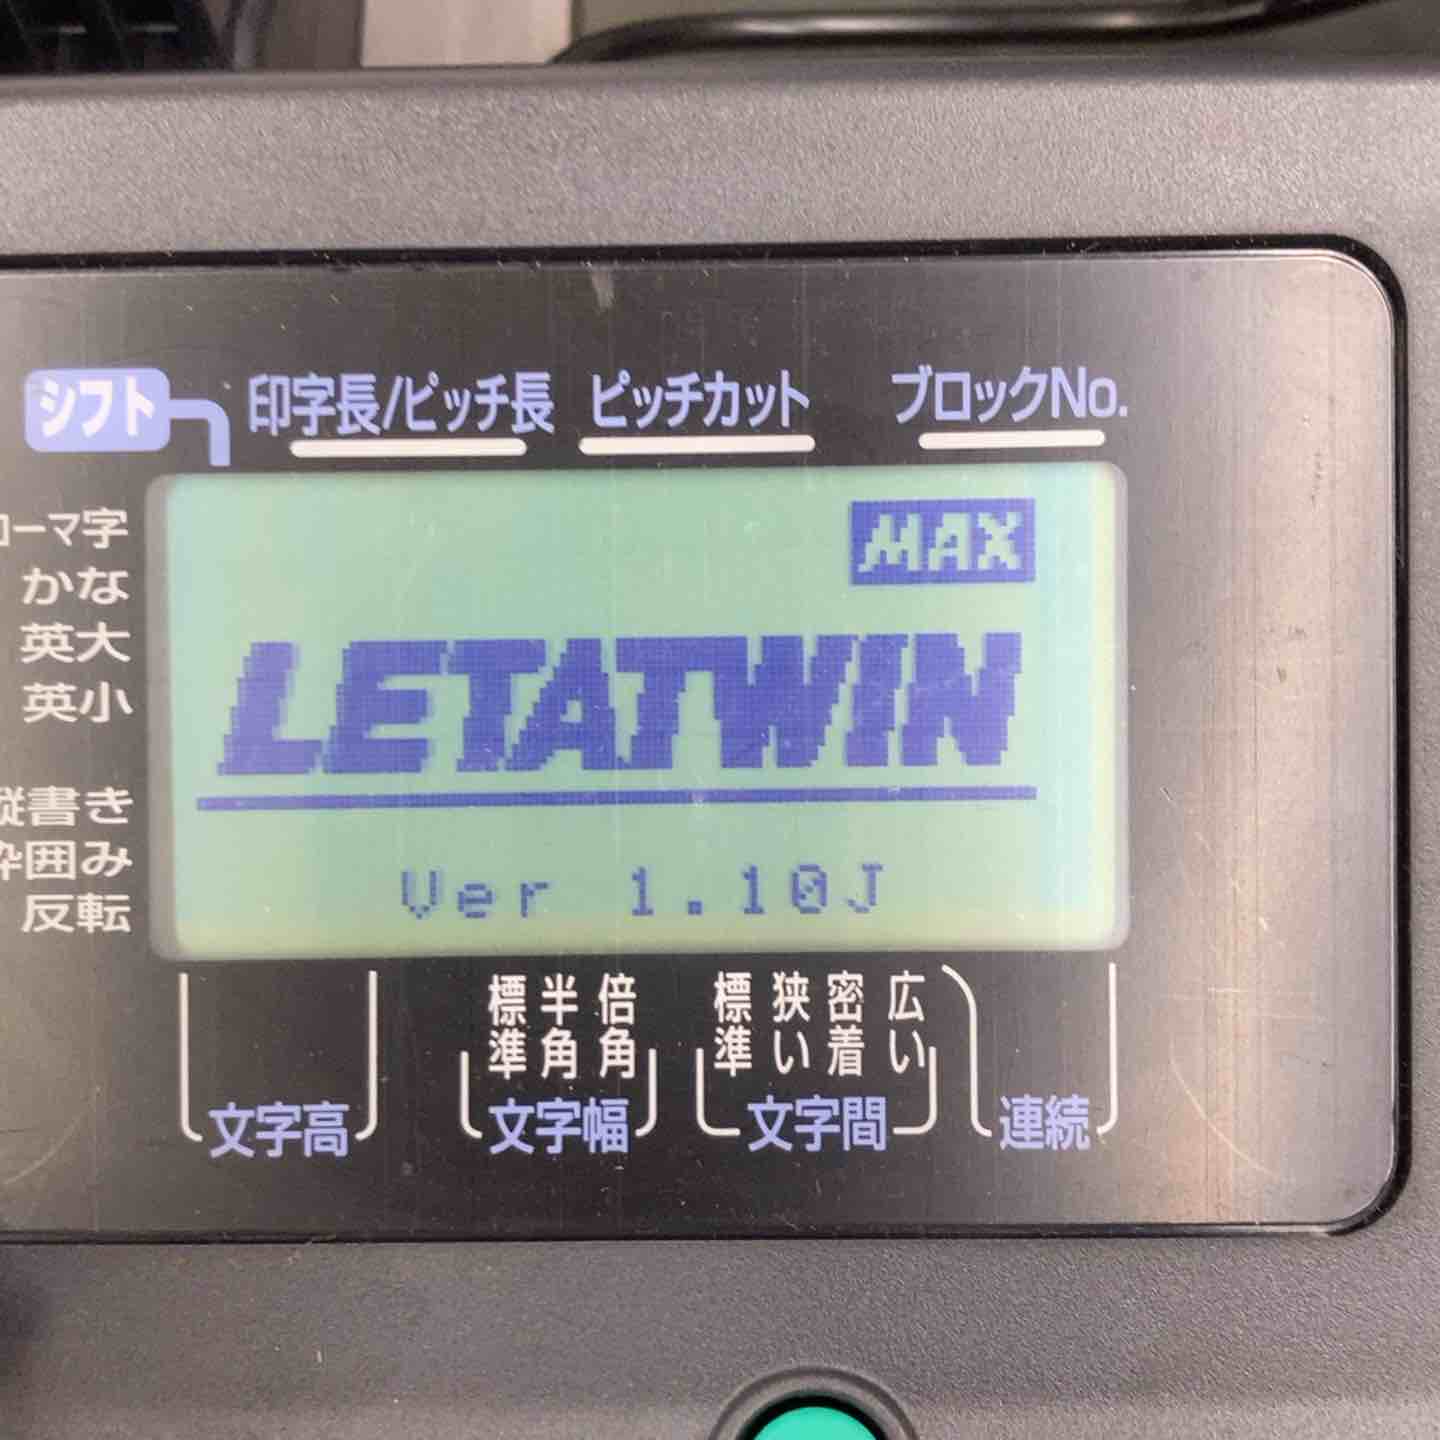 シフト 印字長/ピッチ長 ピッチカット ブロックNo.
ローマ字
かな
英大
英小
縦書き
枠囲み
反転
MAX
LETATWIN
Ver 1.10J
標準 半角 倍角 標準 狭い 密着 広い
文字高 文字幅 文字間 連続